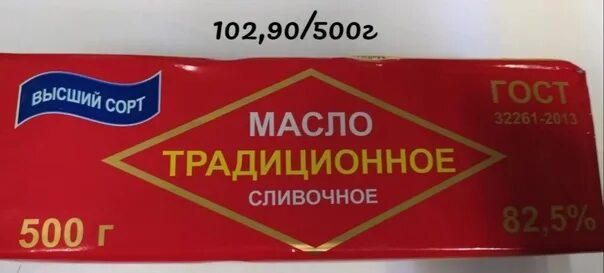 102,90/500г
ВЫСШИЙ СОРТ
МАСЛО
ТРАДИЦИОННОЕ
СЛИВОЧНОЕ
ГОСТ
32261-2013
500 г
82,5%